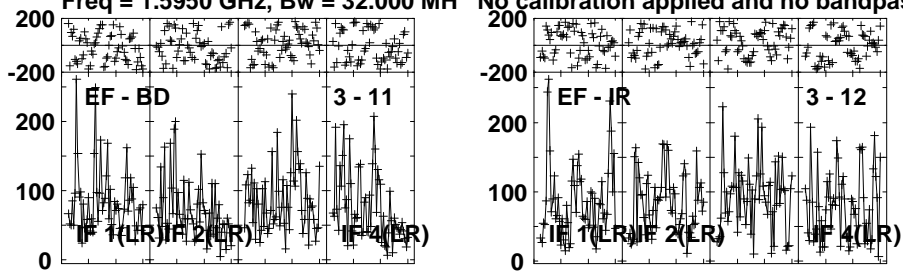 Freq = 1.5950 GHz, Bw = 32.000 MH No calibration applied and no bandpas
200
-200
EF - BD 3 - 11
200
100
0
IF 1(LR) IF 2(LR) IF 4(LR)
200
-200
EF - IR 3 - 12
200
100
0
IF 1(LR) IF 2(LR) IF 4(LR)